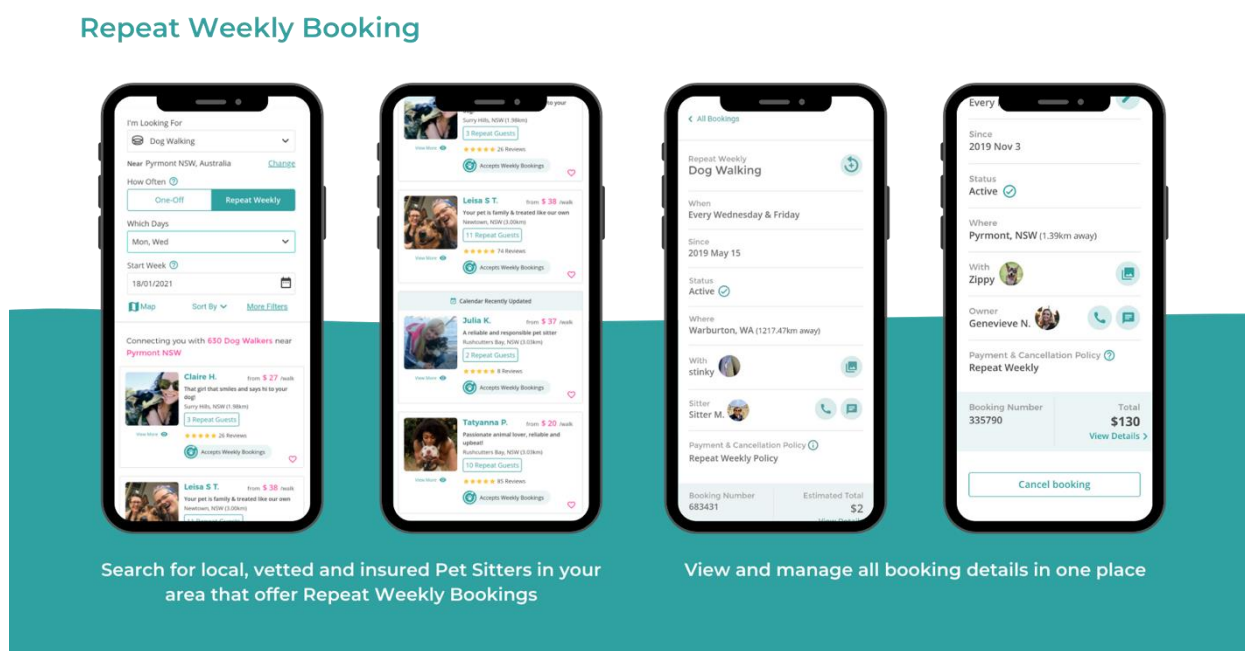 Repeat Weekly Booking
I'm Looking For
Dog Walking
Near Pyrmont NSW, Australia Change
How Often
One-Off Repeat Weekly
Which Days
Mon, Wed
Start Week
18/01/2021
Map Sort By More Filters
Connecting you with 630 Dog Walkers near
Pyrmont NSW
Claire H. from $ 27 /walk
That girl that smiles and says hi to your
dog!
Surry Hills, NSW (1.98km)
3 Repeat Guests
View More 26 Reviews
Accepts Weekly Bookings
Leisa S T. from $ 38 /walk
Your pet is family & treated like our own
Newtown, NSW (3.00km)
11 Repeat Guests
to your
Surry Hills, NSW (1.98km)
3 Repeat Guests
View More 26 Reviews
Accepts Weekly Bookings
Leisa S T. from $ 38 /walk
Your pet is family & treated like our own
Newtown, NSW (3.00km)
11 Repeat Guests
74 Reviews
View More
Accepts Weekly Bookings
Calendar Recently Updated
Julia K. from $ 37 /walk
A reliable and responsible pet sitter
Rushcutters Bay, NSW (3.03km)
2 Repeat Guests
8 Reviews
View More
Accepts Weekly Bookings
Tatyanna P. from $ 20 /walk
Passionate animal lover, reliable and
upbeat!
Rushcutters Bay, NSW (3.03km)
10 Repeat Guests
View More 85 Reviews
Accepts Weekly Bookings
All Bookings
Repeat Weekly
Dog Walking
When
Every Wednesday & Friday
Since
2019 May 15
Status
Active
Where
Warburton, WA (1217.47km away)
With
stinky
Sitter
Sitter M.
Payment & Cancellation Policy
Repeat Weekly Policy
Booking Number Estimated Total
683431 $2
View Details
Every
Since
2019 Nov 3
Status
Active
Where
Pyrmont, NSW (1.39km away)
With
Zippy
Owner
Genevieve N.
Payment & Cancellation Policy
Repeat Weekly
Booking Number Total
335790 $130
View Details
Cancel booking
Search for local, vetted and insured Pet Sitters in your
area that offer Repeat Weekly Bookings
View and manage all booking details in one place